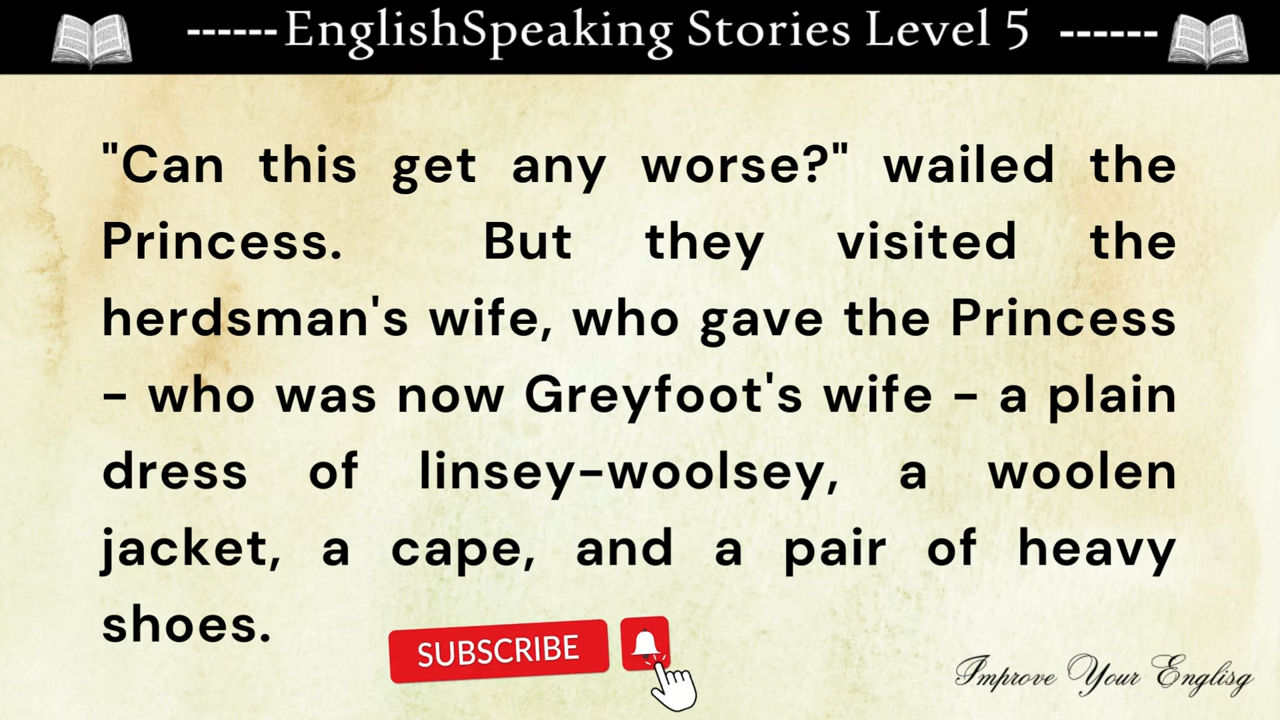 ------EnglishSpeaking Stories Level 5 ------
"Can this get any worse?" wailed the
Princess. But they visited the
herdsman's wife, who gave the Princess
– who was now Greyfoot's wife – a plain
dress of linsey-woolsey, a woolen
jacket, a cape, and a pair of heavy
shoes.
SUBSCRIBE
Improve Your Englisg